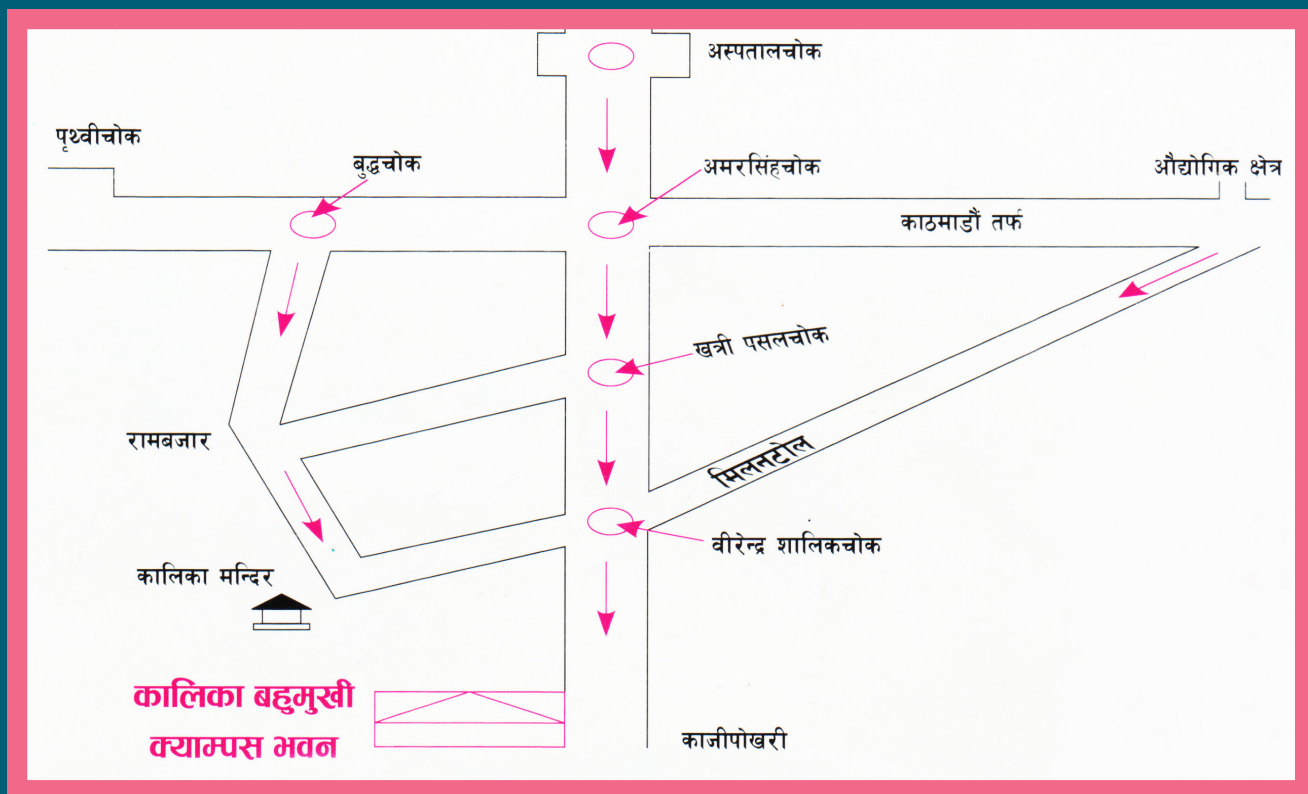 अस्पतालचोक
पृथ्वीचोक
बुद्धचोक
अमरसिंहचोक
औद्योगिक क्षेत्र
काठमाडौं तर्फ
खत्री पसलचोक
रामबजार
मिलनटोल
वीरेन्द्र शालिकचोक
कालिका मन्दिर
कालिका बहुमुखी
क्याम्पस भवन
काजीपोखरी